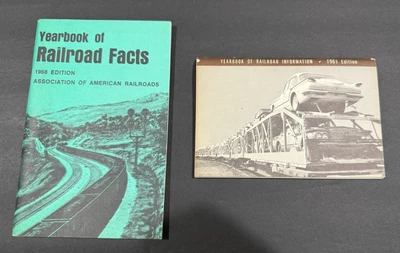 Yearbook of
Railroad Facts
1968 EDITION
ASSOCIATION OF AMERICAN RAILROADS
YEARBOOK OF RAILROAD INFORMATION • 1961 Edition